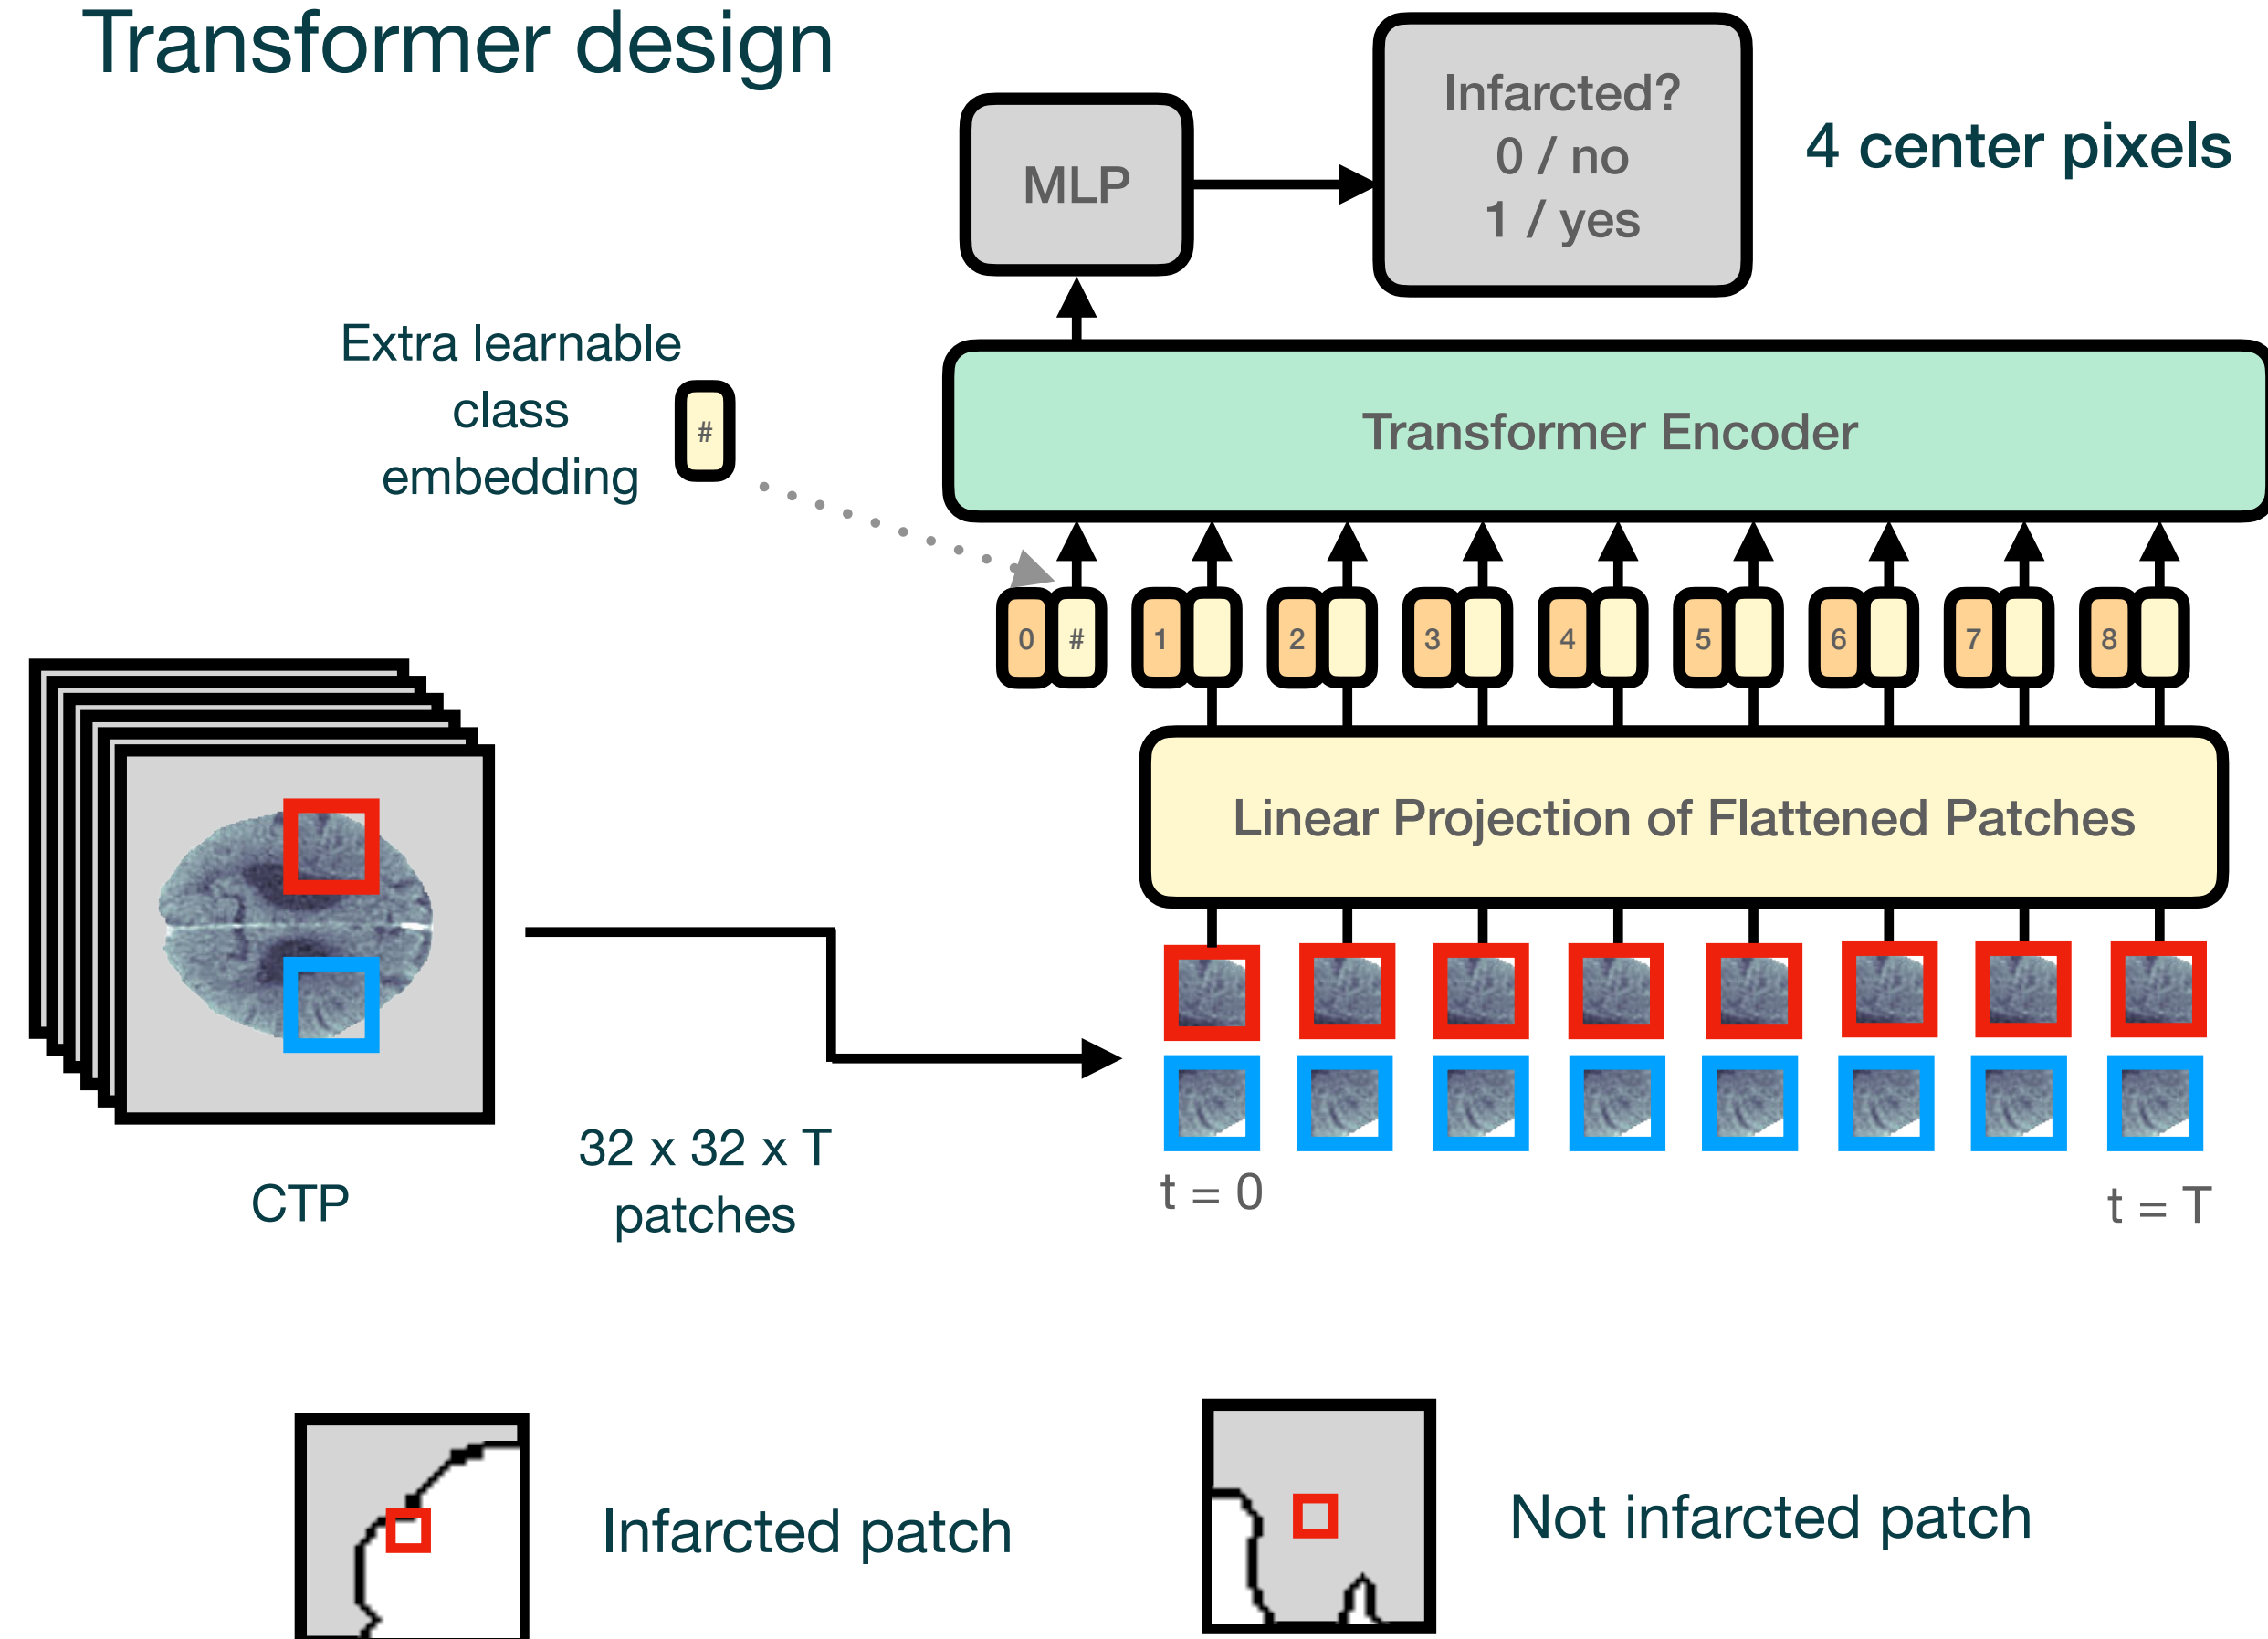 Transformer design
MLP
Infarcted?
0 / no
1 / yes
4 center pixels
Extra learnable
class
embedding
#
Transformer Encoder
0 # 1 2 3 4 5 6 7 8
Linear Projection of Flattened Patches
CTP
32 x 32 x T
patches
t = 0
t = T
Infarcted patch
Not infarcted patch